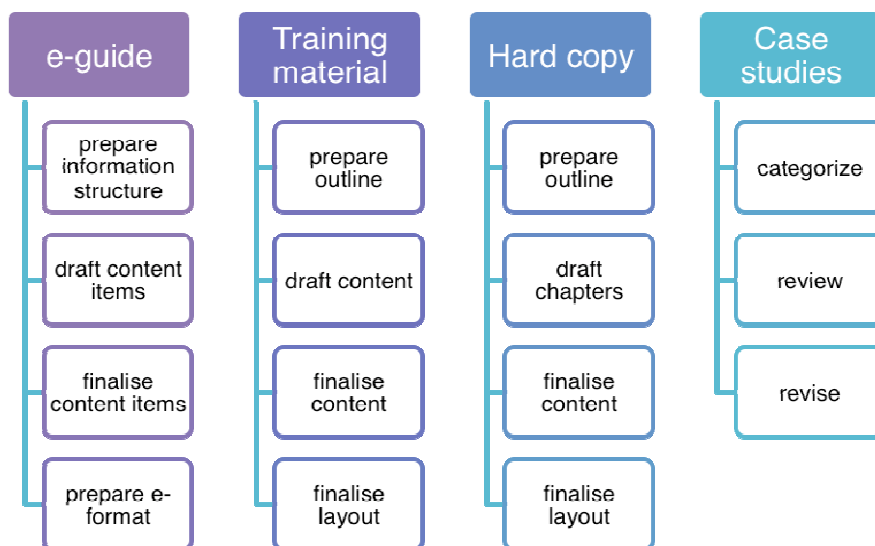 e-guide
prepare
information
structure
draft content
items
finalise
content items
prepare e-
format
Training
material
prepare
outline
draft content
finalise
content
finalise
layout
Hard copy
prepare
outline
draft
chapters
finalise
content
finalise
layout
Case
studies
categorize
review
revise